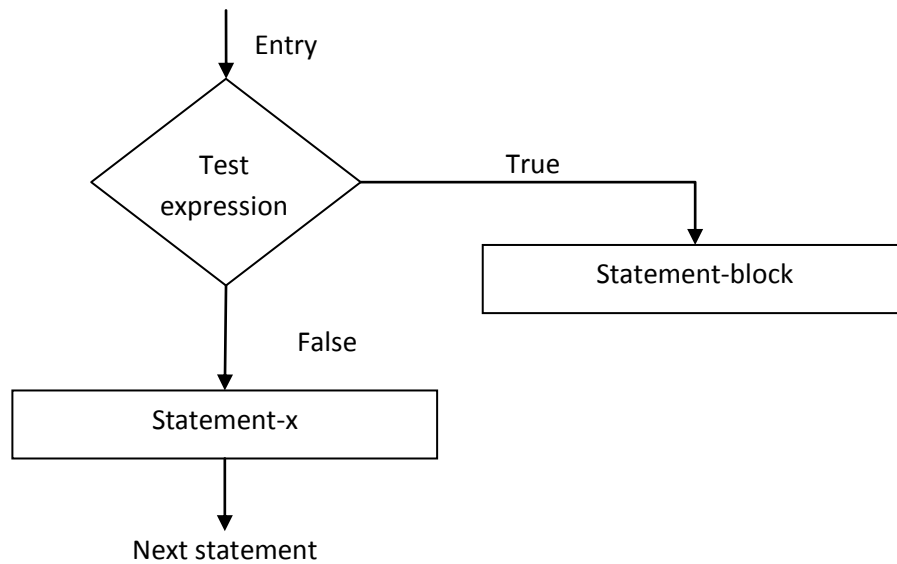 Entry
Test
expression
True
Statement-block
False
Statement-x
Next statement